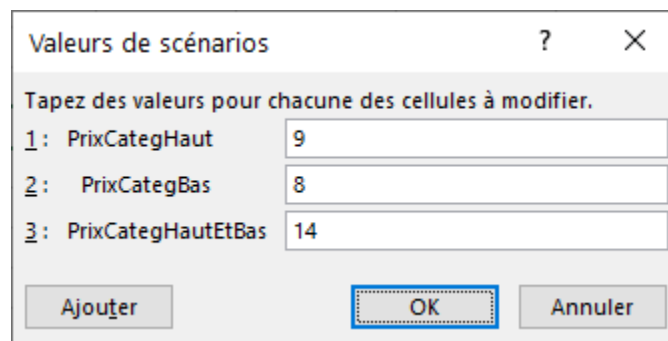 Valeurs de scénarios ? ×
Tapez des valeurs pour chacune des cellules à modifier.
1 : PrixCategHaut 9
2 : PrixCategBas 8
3 : PrixCategHautEtBas 14
Ajouter OK Annuler